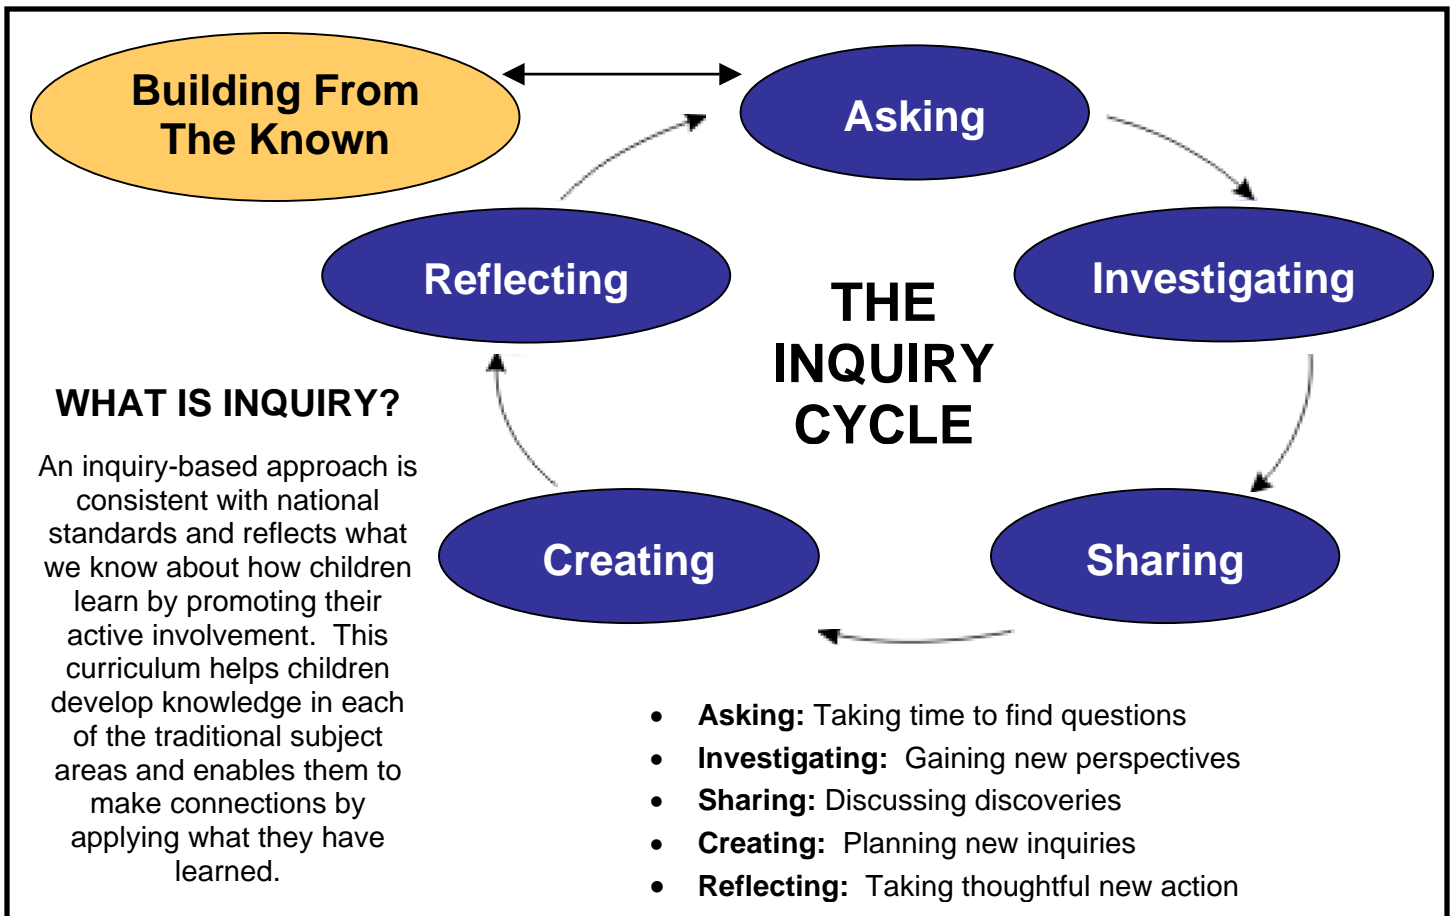 Building From
The Known
Asking
Reflecting
Investigating
THE
INQUIRY
CYCLE
WHAT IS INQUIRY?
An inquiry-based approach is
consistent with national
standards and reflects what
we know about how children
learn by promoting their
active involvement.  This
curriculum helps children
develop knowledge in each
of the traditional subject
areas and enables them to
make connections by
applying what they have
learned.
Creating
Sharing
• Asking: Taking time to find questions
• Investigating:  Gaining new perspectives
• Sharing: Discussing discoveries
• Creating:  Planning new inquiries
• Reflecting:  Taking thoughtful new action